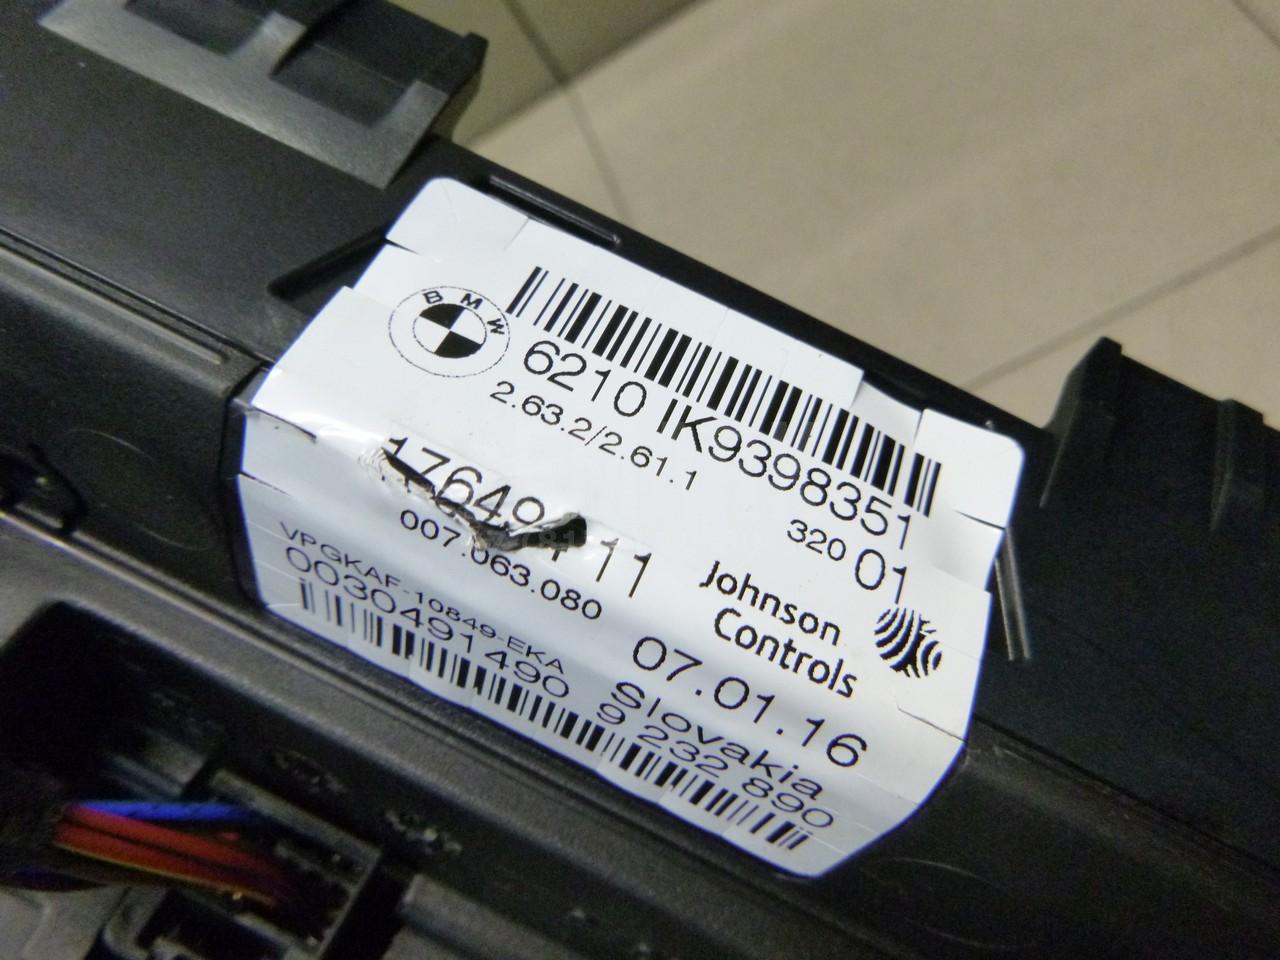 BMW
6210 IK9398351
2.63.2/2.61.1
320 01
007.063.080
Johnson
Controls
VPGKAF-10849-EKA
07.01.16
0030491490
Slovakia
9 232 890